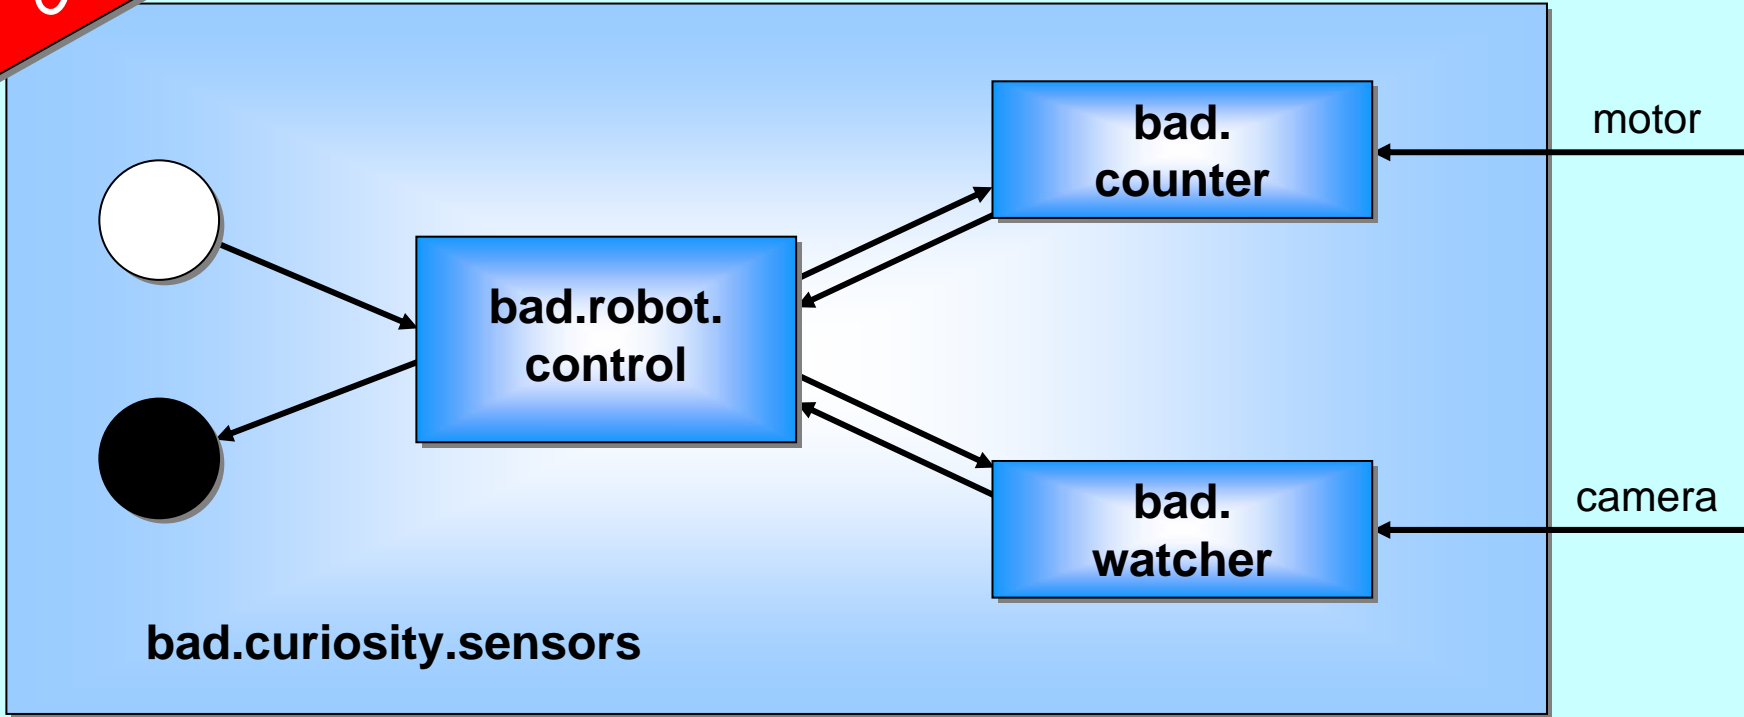 bad.
counter
motor
bad.robot.
control
bad.
watcher
camera
bad.curiosity.sensors